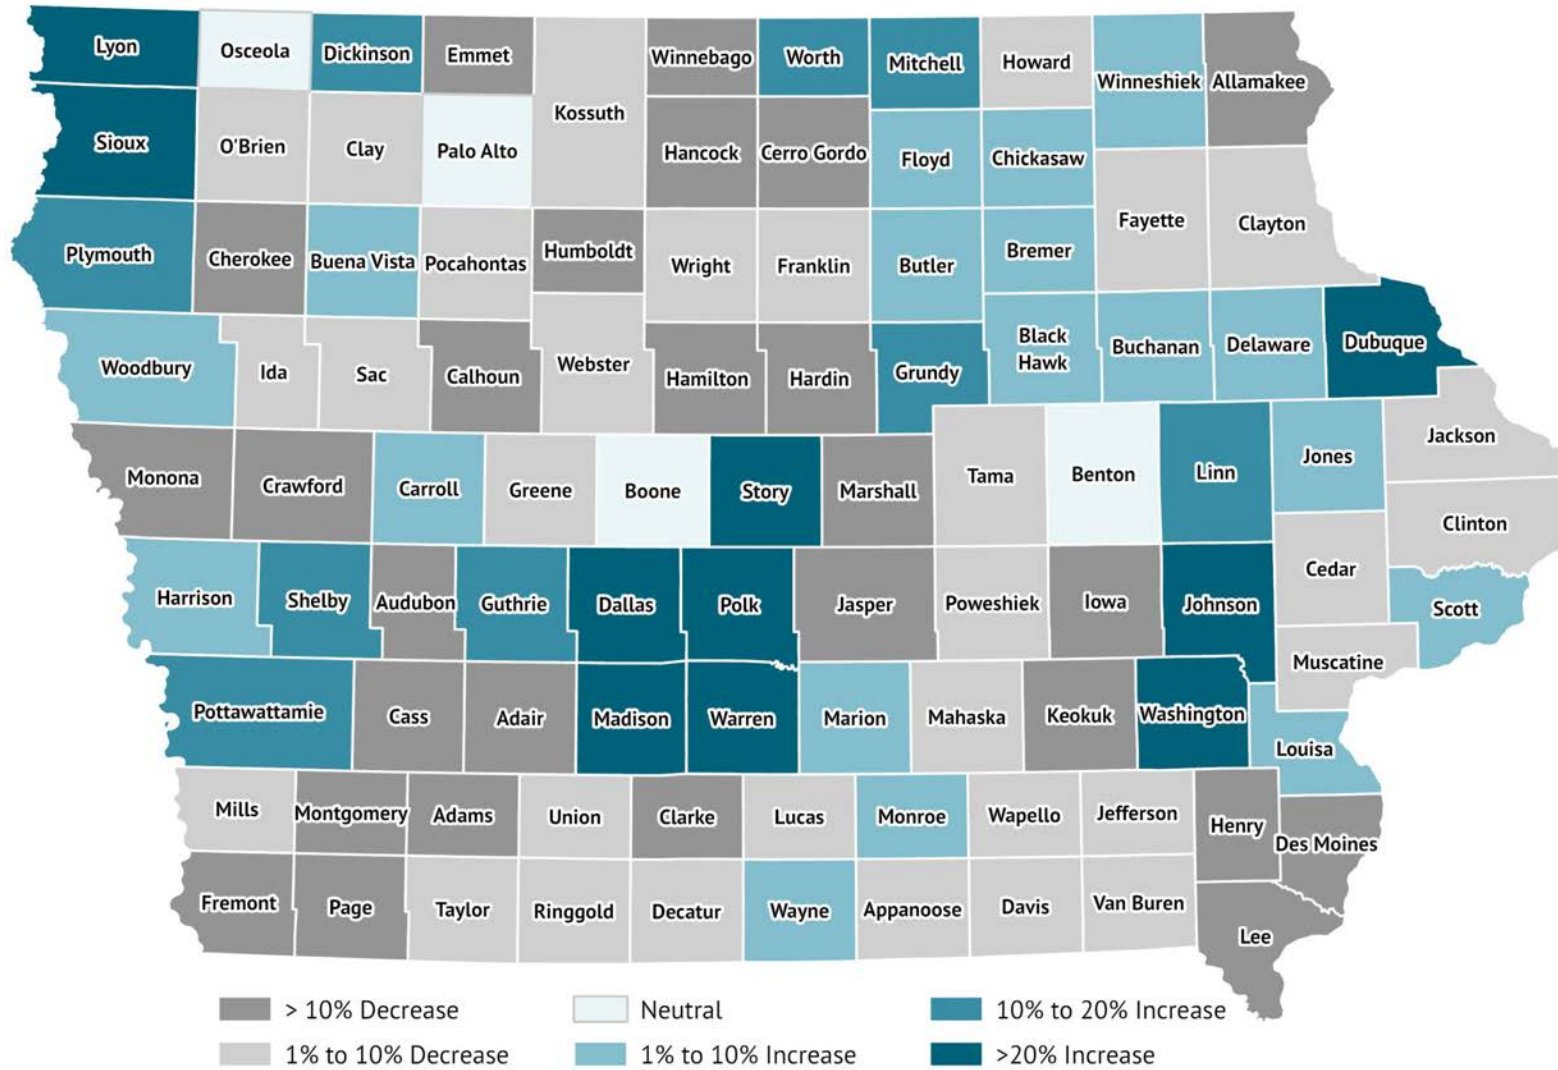 Lyon
Osceola
Dickinson
Emmet
Kossuth
Winnebago
Worth
Mitchell
Howard
Winneshiek
Allamakee
Sioux
O'Brien
Clay
Palo Alto
Hancock
Cerro Gordo
Floyd
Chickasaw
Fayette
Clayton
Plymouth
Cherokee
Buena Vista
Pocahontas
Humboldt
Wright
Franklin
Butler
Bremer
Woodbury
Ida
Sac
Calhoun
Webster
Hamilton
Hardin
Grundy
Black
Hawk
Buchanan
Delaware
Dubuque
Monona
Crawford
Carroll
Greene
Boone
Story
Marshall
Tama
Benton
Linn
Jones
Jackson
Clinton
Harrison
Shelby
Audubon
Guthrie
Dallas
Polk
Jasper
Poweshiek
Iowa
Johnson
Cedar
Scott
Muscatine
Pottawattamie
Cass
Adair
Madison
Warren
Marion
Mahaska
Keokuk
Washington
Louisa
Mills
Montgomery
Adams
Union
Clarke
Lucas
Monroe
Wapello
Jefferson
Henry
Des Moines
Fremont
Page
Taylor
Ringgold
Decatur
Wayne
Appanoose
Davis
Van Buren
Lee
> 10% Decrease
Neutral
10% to 20% Increase
1% to 10% Decrease
1% to 10% Increase
>20% Increase